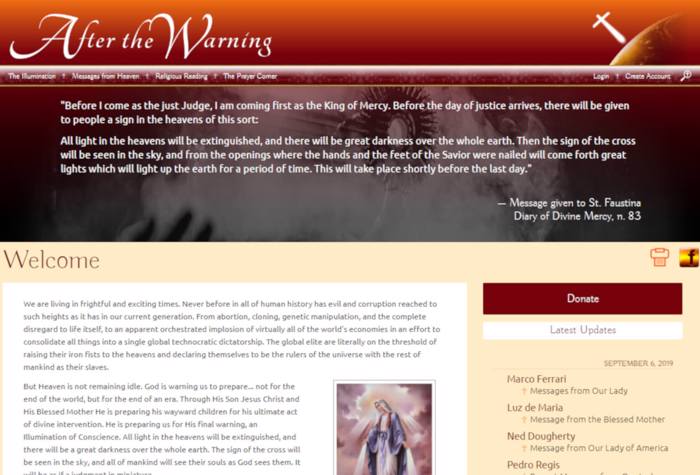 After the Warning
The Illumination † Messages from Heaven † Religious Reading † The Prayer Corner
Login † Create Account
"Before I come as the just Judge, I am coming first as the King of Mercy. Before the day of justice arrives, there will be given
to people a sign in the heavens of this sort:
All light in the heavens will be extinguished, and there will be great darkness over the whole earth. Then the sign of the cross
will be seen in the sky, and from the openings where the hands and the feet of the Savior were nailed will come forth great
lights which will light up the earth for a period of time. This will take place shortly before the last day."
— Message given to St. Faustina
Diary of Divine Mercy, n. 83
Welcome
f
We are living in frightful and exciting times. Never before in all of human history has evil and corruption reached to
such heights as it has in our current generation. From abortion, cloning, genetic manipulation, and the complete
disregard to life itself, to an apparent orchestrated implosion of virtually all of the world's economies in an effort to
consolidate all things into a single global technocratic dictatorship. The global elite are literally on the threshold of
raising their iron fists to the heavens and declaring themselves to be the rulers of the universe with the rest of
mankind as their slaves.
But Heaven is not remaining idle. God is warning us to prepare... not for the
end of the world, but for the end of an era. Through His Son Jesus Christ and
His Blessed Mother He is preparing his wayward children for his ultimate act
of divine intervention. He is preparing us for His final warning, an
Illumination of Conscience. All light in the heavens will be extinguished, and
there will be a great darkness over the whole earth. The sign of the cross will
be seen in the sky, and all of mankind will see their souls as God sees them. It
Donate
Latest Updates
SEPTEMBER 6, 2019
Marco Ferrari
† Messages from Our Lady
Luz de Maria
† Message from the Blessed Mother
Ned Dougherty
† Message from Our Lady of America
Pedro Regis